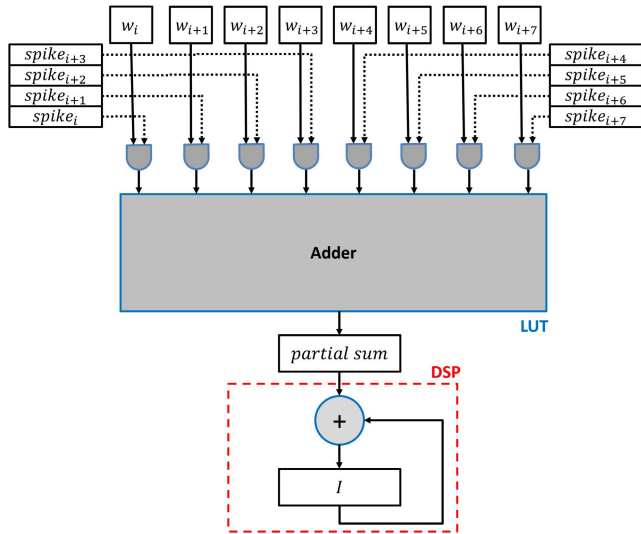 w_i w_{i+1} w_{i+2} w_{i+3} w_{i+4} w_{i+5} w_{i+6} w_{i+7}
spike_{i+3}
spike_{i+2}
spike_{i+1}
spike_i
spike_{i+4}
spike_{i+5}
spike_{i+6}
spike_{i+7}
Adder
LUT
partial sum
DSP
+
I